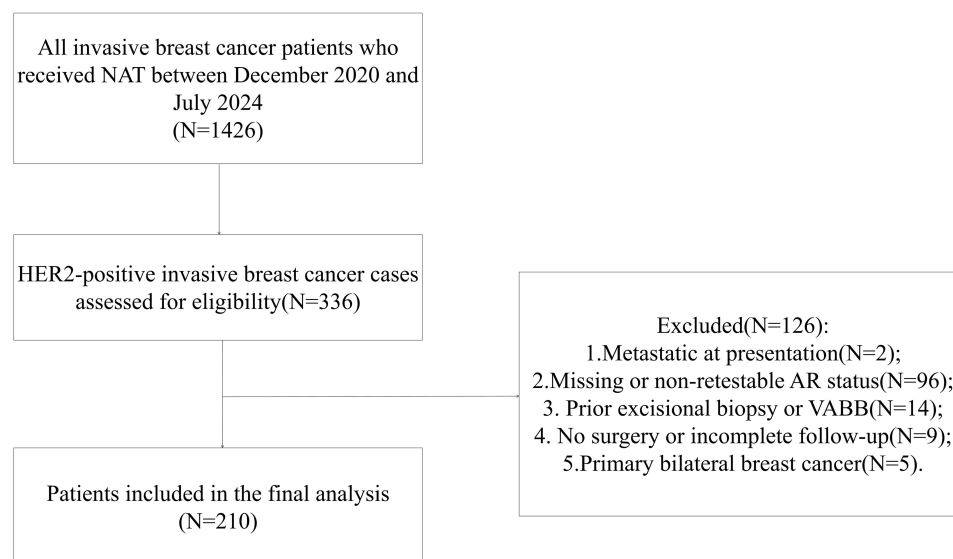 All invasive breast cancer patients who
received NAT between December 2020 and
July 2024
(N=1426)
HER2-positive invasive breast cancer cases
assessed for eligibility(N=336)
Excluded(N=126):
1.Metastatic at presentation(N=2);
2.Missing or non-retestable AR status(N=96);
3. Prior excisional biopsy or VABB(N=14);
4. No surgery or incomplete follow-up(N=9);
5.Primary bilateral breast cancer(N=5).
Patients included in the final analysis
(N=210)